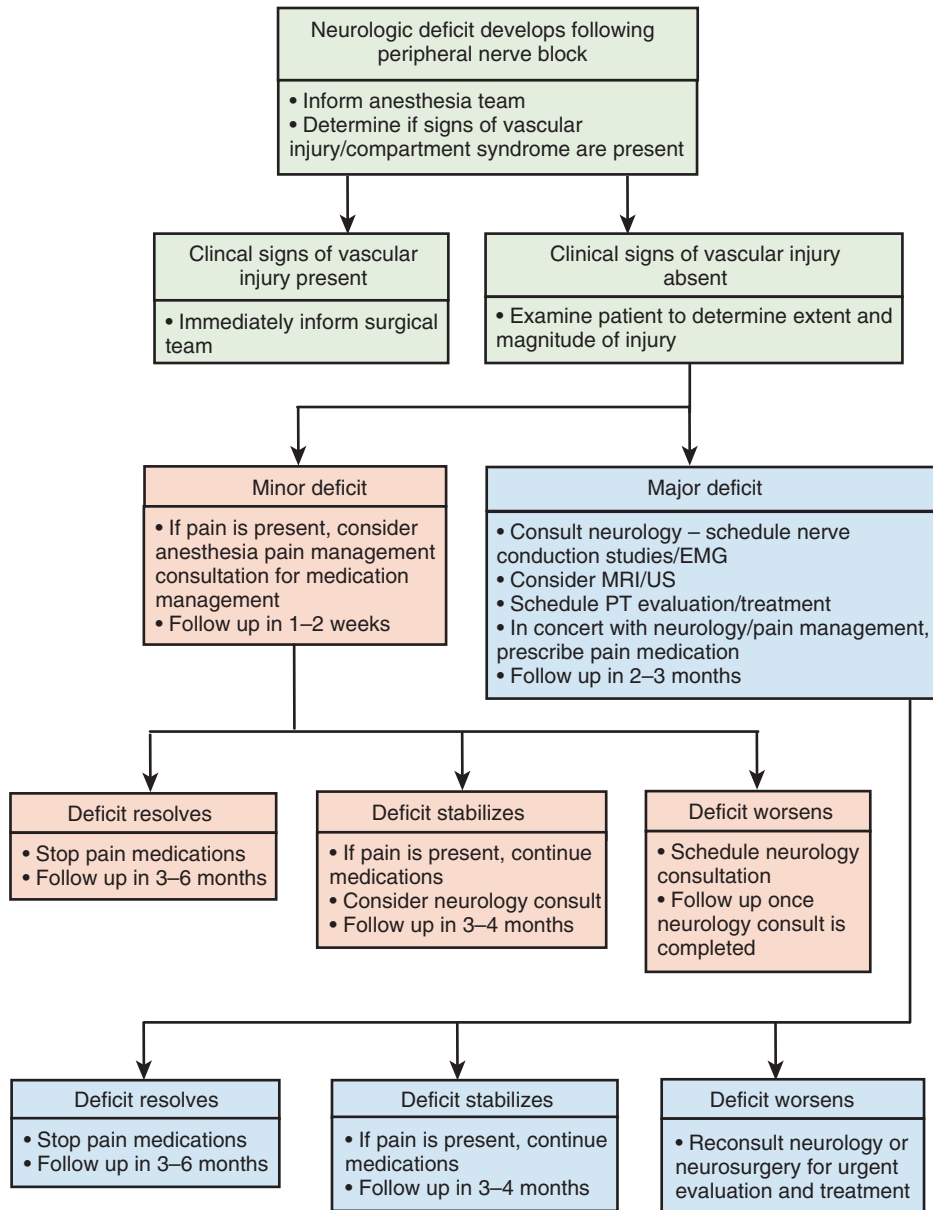 Neurologic deficit develops following
peripheral nerve block
• Inform anesthesia team
• Determine if signs of vascular
injury/compartment syndrome are present
Clincal signs of vascular
injury present
• Immediately inform surgical
team
Clinical signs of vascular injury
absent
• Examine patient to determine extent and
magnitude of injury
Minor deficit
• If pain is present, consider
anesthesia pain management
consultation for medication
management
• Follow up in 1–2 weeks
Major deficit
• Consult neurology – schedule nerve
conduction studies/EMG
• Consider MRI/US
• Schedule PT evaluation/treatment
• In concert with neurology/pain management,
prescribe pain medication
• Follow up in 2–3 months
Deficit resolves
• Stop pain medications
• Follow up in 3–6 months
Deficit stabilizes
• If pain is present, continue
medications
• Consider neurology consult
• Follow up in 3–4 months
Deficit worsens
• Schedule neurology
consultation
• Follow up once
neurology consult is
completed
Deficit resolves
• Stop pain medications
• Follow up in 3–6 months
Deficit stabilizes
• If pain is present, continue
medications
• Follow up in 3–4 months
Deficit worsens
• Reconsult neurology or
neurosurgery for urgent
evaluation and treatment